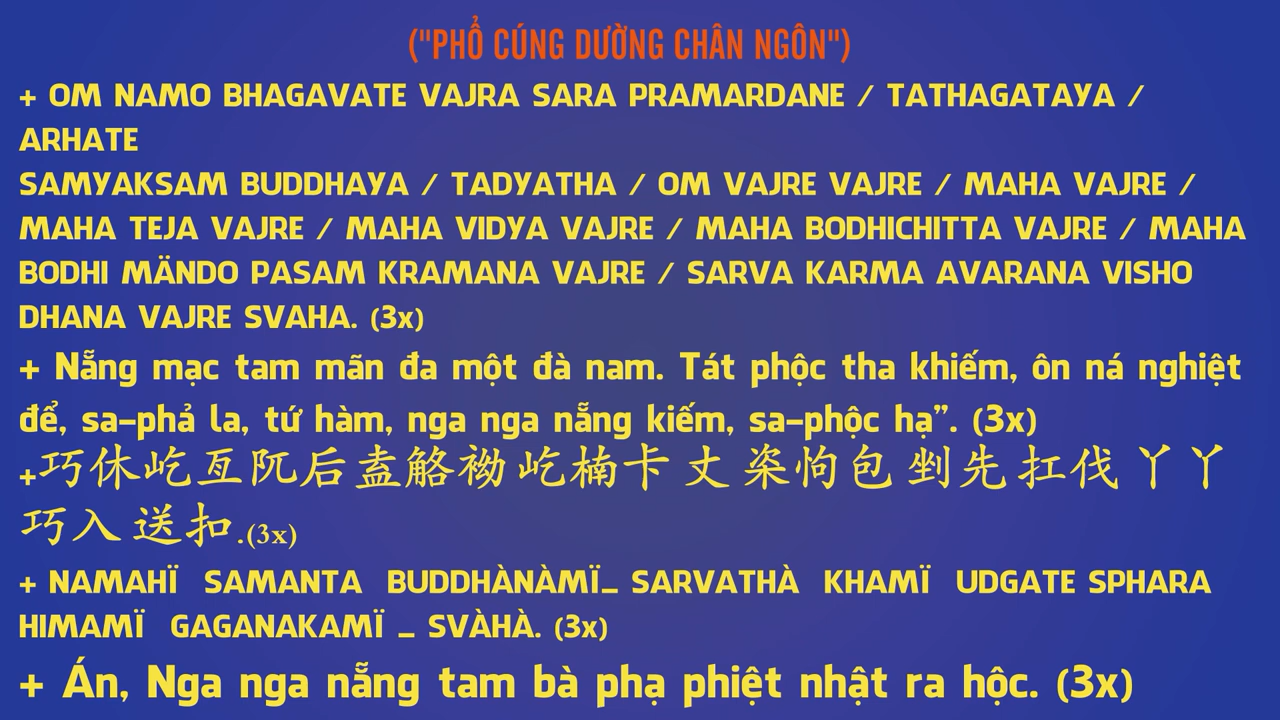 ("PHỔ CÚNG DƯỜNG CHÂN NGÔN")
+ OM NAMO BHAGAVATE VAJRA SARA PRAMARDANE / TATHAGATAYA /
ARHATE
SAMYAKSAM BUDDHAYA / TADYATHA / OM VAJRE VAJRE / MAHA VAJRE /
MAHA TEJA VAJRE / MAHA VIDYA VAJRE / MAHA BODHICHITTA VAJRE / MAHA
BODHI MÄNDO PASAM KRAMANA VAJRE / SARVA KARMA AVARANA VISHO
DHANA VAJRE SVAHA. (3x)
+ Nẵng mạc tam mãn đa một đà nam. Tát phộc tha khiếm, ôn ná nghiệt
để, sa-phả la, tứ hàm, nga nga nẵng kiếm, sa-phộc hạ”. (3x)
+巧休屹亙阢后盍觡袎屹楠卡丈楶怐包剉先扛伐丫丫
巧入送扣.(3x)
+ NAMAHÏ SAMANTA BUDDHÀNÀMÏ_ SARVATHÀ KHAMÏ UDGATE SPHARA
HIMAMÏ GAGANAKAMÏ _ SVÀHÀ. (3x)
+ Án, Nga nga nẵng tam bà phạ phiệt nhật ra hộc. (3x)